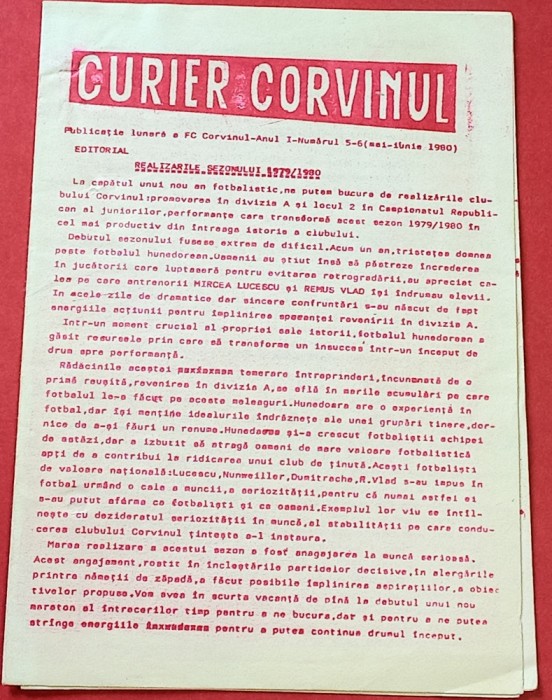 CURIER CORVINUL
Publicație lunară a FC Corvinul-Anul I-Numărul 5-6(mai-iunie 1980)
EDITORIAL
REALIZARILE SEZONULUI 1979/1980
La capătul unui nou an fotbalistic,ne putem bucura de realizările clu-
bului Corvinul:promovarea în divizia A și locul 2 în Campionatul Republi-
can al juniorilor,performanțe care transformă acest sezon 1979/1980 în
cel mai productiv din întreaga istorie a clubului.
Debutul sezonului fusese extrem de dificil.Acum un an,tristețea domnea
peste fotbalul hunedorean.Oamenii au știut însă să păstreze încrederea
în jucătorii care luptaseră pentru evitarea retrogradării,au apreciat ca-
lea pe care antrenorii MIRCEA LUCESCU și REMUS VLAD își îndrumau elevii.
In acele zile de dramatice dar sincere confruntări s-au născut de fapt
energiile acțiunii pentru împlinirea speranței revenirii în divizia A.
Intr-un moment crucial al propriei sale istorii,fotbalul hunedorean a
găsit resursele prin care să transforme un insucces într-un început de
drum spre performanță.
Rădăcinile acestei temerare întreprinderi,încununată de o
primă reușită,revenirea în divizia A,se află în marile acumulări pe care
fotbalul le-a făcut pe aceste meleaguri.Hunedoara are o experiență în
fotbal,dar își menține idealurile îndrăznețe ale unei grupări tinere,dor-
nice de a-și făuri un renume.Hunedoara și-a crescut fotbaliștii echipei
de astăzi,dar a izbutit să atragă oameni de mare valoare fotbalistică
apți de a contribui la ridicarea unui club de ținută.Acești fotbaliști
de valoare națională:Lucescu,Nunweiller,Dumitrache,R.Vlad s-au impus în
fotbal urmând o cale a muncii,a seriozității,pentru că numai astfel ei
s-au putut afirma ca fotbaliști și ca oameni.Exemplul lor viu se întîl-
nește cu dezideratul seriozității în muncă,al stabilității pe care condu-
cerea clubului Corvinul țintește a-l instaura.
Marea realizare a acestui sezon a fost anagajarea la muncă serioasă.
Acest angajament,rostit în încleștările partidelor decisive,în alergările
printre nămeții de zăpadă,a făcut posibile împlinirea aspirațiilor,a obiec
tivelor propuse.Vom avea în scurta vacanță de pînă la debutul unui nou
maraton al întrecerilor timp pentru a ne bucura,dar și pentru a ne putea
strînge energiile pentru a putea continua drumul început.